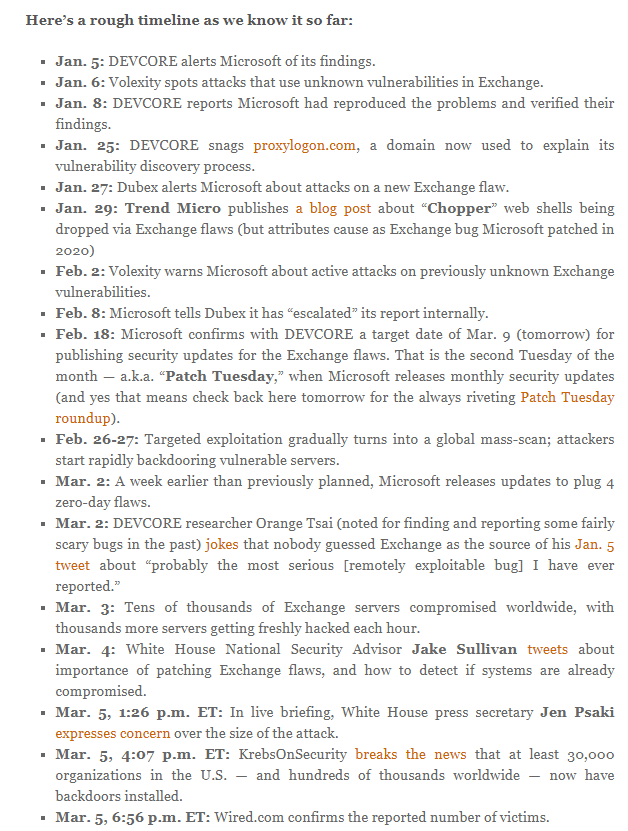 Here’s a rough timeline as we know it so far:
▪ Jan. 5: DEVCORE alerts Microsoft of its findings.
▪ Jan. 6: Volexity spots attacks that use unknown vulnerabilities in Exchange.
▪ Jan. 8: DEVCORE reports Microsoft had reproduced the problems and verified their
findings.
▪ Jan. 25: DEVCORE snags proxylogon.com, a domain now used to explain its
vulnerability discovery process.
▪ Jan. 27: Dubex alerts Microsoft about attacks on a new Exchange flaw.
▪ Jan. 29: Trend Micro publishes a blog post about “Chopper” web shells being
dropped via Exchange flaws (but attributes cause as Exchange bug Microsoft patched in
2020)
▪ Feb. 2: Volexity warns Microsoft about active attacks on previously unknown Exchange
vulnerabilities.
▪ Feb. 8: Microsoft tells Dubex it has “escalated” its report internally.
▪ Feb. 18: Microsoft confirms with DEVCORE a target date of Mar. 9 (tomorrow) for
publishing security updates for the Exchange flaws. That is the second Tuesday of the
month — a.k.a. “Patch Tuesday,” when Microsoft releases monthly security updates
(and yes that means check back here tomorrow for the always riveting Patch Tuesday
roundup).
▪ Feb. 26-27: Targeted exploitation gradually turns into a global mass-scan; attackers
start rapidly backdooring vulnerable servers.
▪ Mar. 2: A week earlier than previously planned, Microsoft releases updates to plug 4
zero-day flaws.
▪ Mar. 2: DEVCORE researcher Orange Tsai (noted for finding and reporting some fairly
scary bugs in the past) jokes that nobody guessed Exchange as the source of his Jan. 5
tweet about “probably the most serious [remotely exploitable bug] I have ever
reported.”
▪ Mar. 3: Tens of thousands of Exchange servers compromised worldwide, with
thousands more servers getting freshly hacked each hour.
▪ Mar. 4: White House National Security Advisor Jake Sullivan tweets about
importance of patching Exchange flaws, and how to detect if systems are already
compromised.
▪ Mar. 5, 1:26 p.m. ET: In live briefing, White House press secretary Jen Psaki
expresses concern over the size of the attack.
▪ Mar. 5, 4:07 p.m. ET: KrebsOnSecurity breaks the news that at least 30,000
organizations in the U.S. — and hundreds of thousands worldwide — now have
backdoors installed.
▪ Mar. 5, 6:56 p.m. ET: Wired.com confirms the reported number of victims.